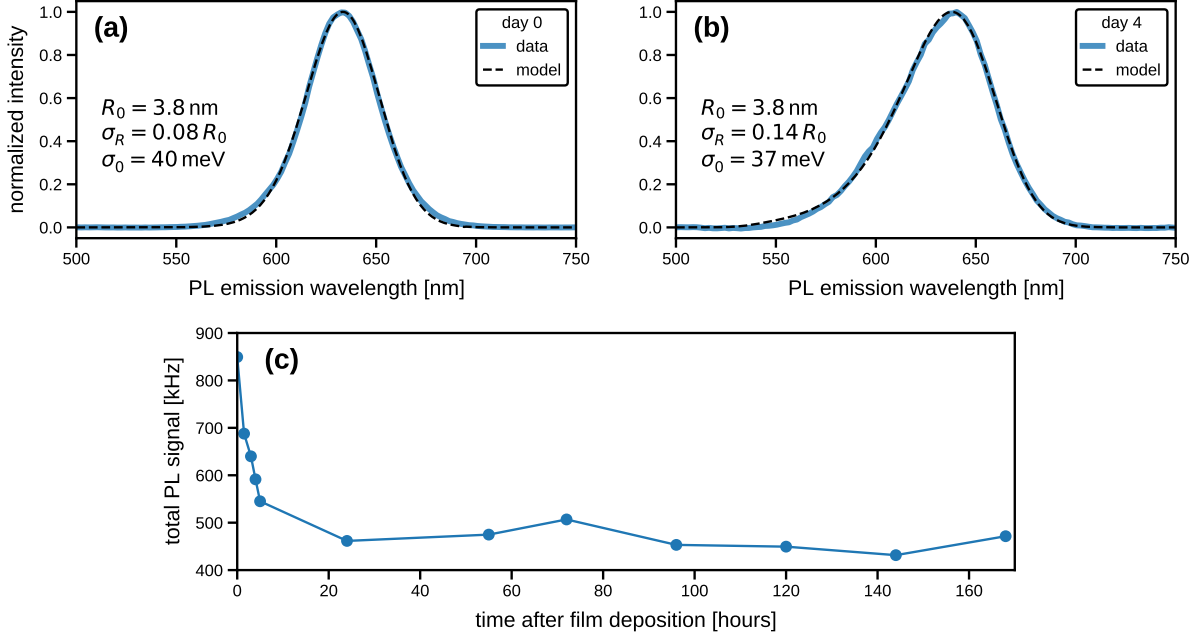 (a)
day 0
data
model
R₀ = 3.8 nm
σ_R = 0.08 R₀
σ₀ = 40 meV
normalized intensity
1.0
0.8
0.6
0.4
0.2
0.0
500 550 600 650 700 750
PL emission wavelength [nm]
(b)
day 4
data
model
R₀ = 3.8 nm
σ_R = 0.14 R₀
σ₀ = 37 meV
1.0
0.8
0.6
0.4
0.2
0.0
500 550 600 650 700 750
PL emission wavelength [nm]
(c)
total PL signal [kHz]
900
800
700
600
500
400
0 20 40 60 80 100 120 140 160
time after film deposition [hours]